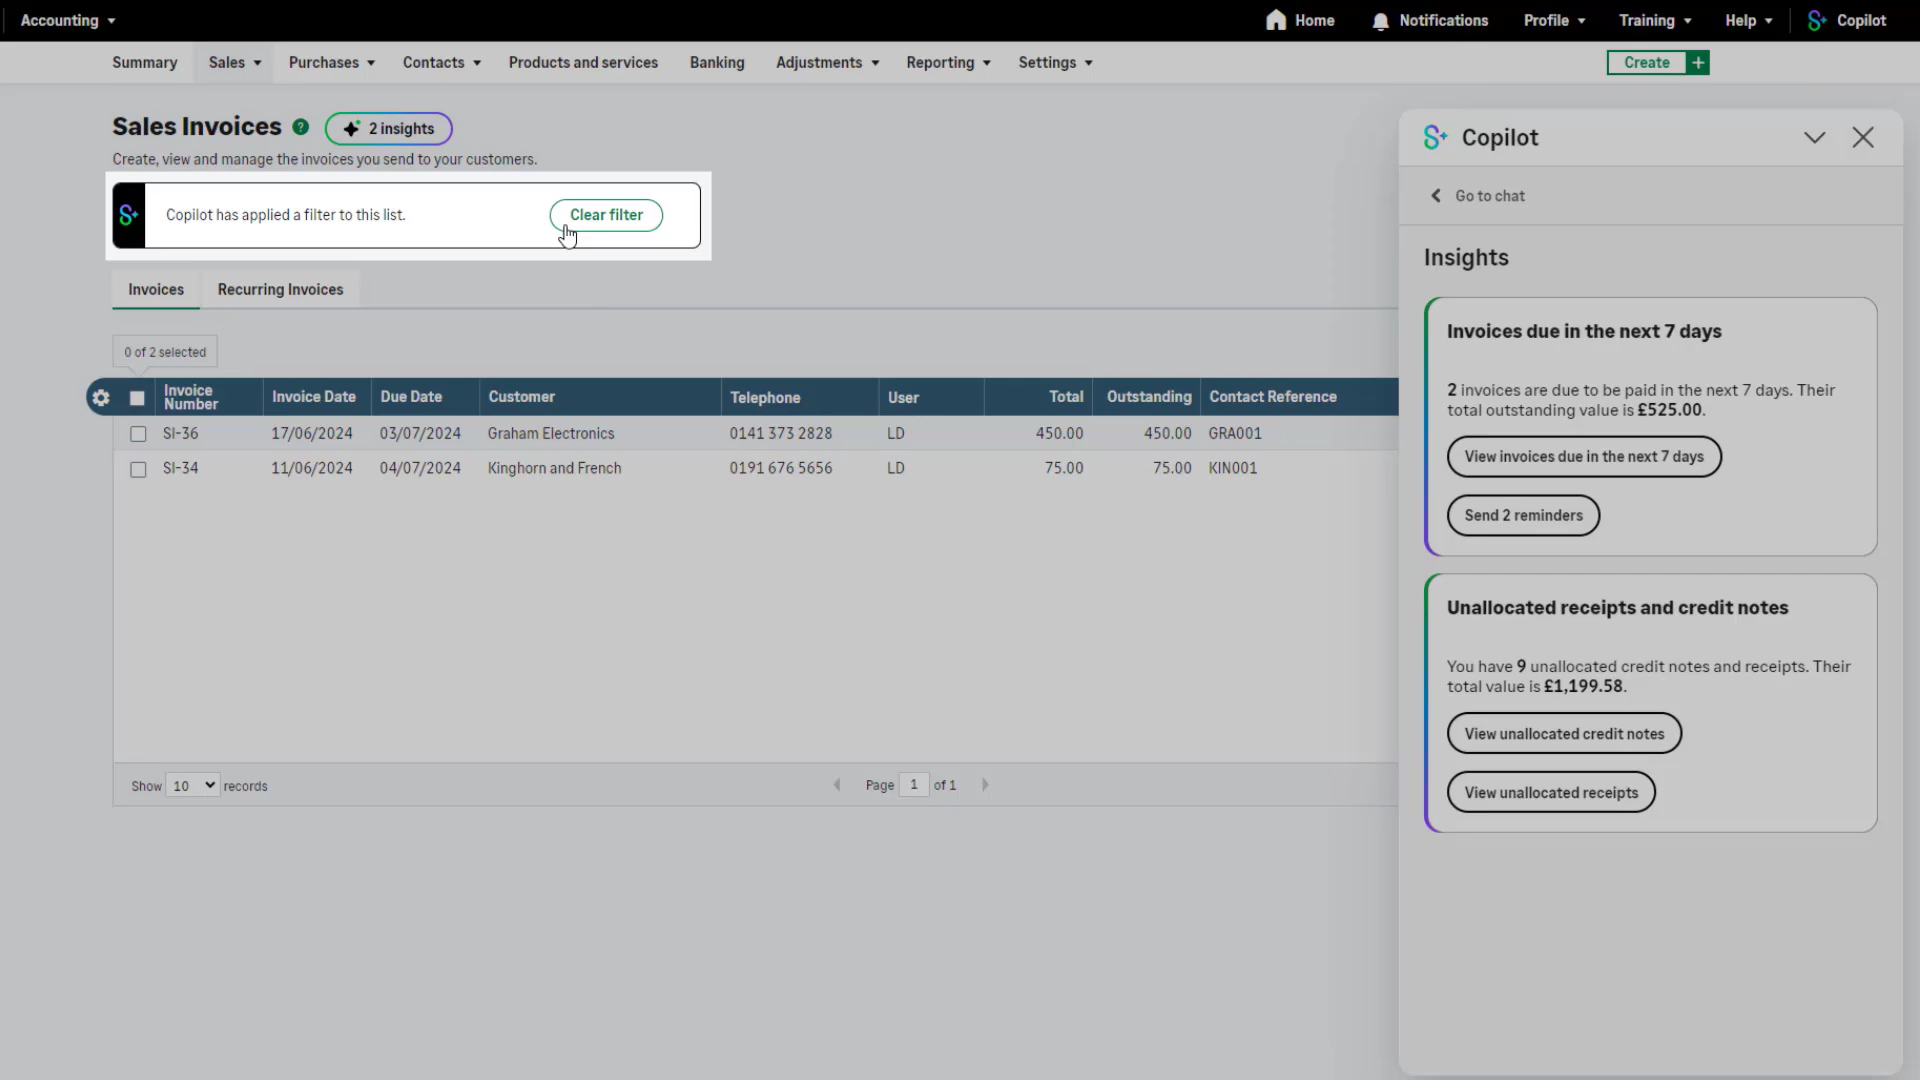 Accounting
Home
Notifications
Profile
Training
Help
Copilot
Summary
Sales
Purchases
Contacts
Products and services
Banking
Adjustments
Reporting
Settings
Create +
Sales Invoices ?
2 insights
Create, view and manage the invoices you send to your customers.
Copilot has applied a filter to this list.
Clear filter
Invoices
Recurring Invoices
0 of 2 selected
Invoice Number
Invoice Date
Due Date
Customer
Telephone
User
Total
Outstanding
Contact Reference
SI-36 17/06/2024 03/07/2024 Graham Electronics 0141 373 2828 LD 450.00 450.00 GRA001
SI-34 11/06/2024 04/07/2024 Kinghorn and French 0191 676 5656 LD 75.00 75.00 KIN001
Show 10 records
Page 1 of 1
Copilot
Go to chat
Insights
Invoices due in the next 7 days
2 invoices are due to be paid in the next 7 days. Their
total outstanding value is £525.00.
View invoices due in the next 7 days
Send 2 reminders
Unallocated receipts and credit notes
You have 9 unallocated credit notes and receipts. Their
total value is £1,199.58.
View unallocated credit notes
View unallocated receipts